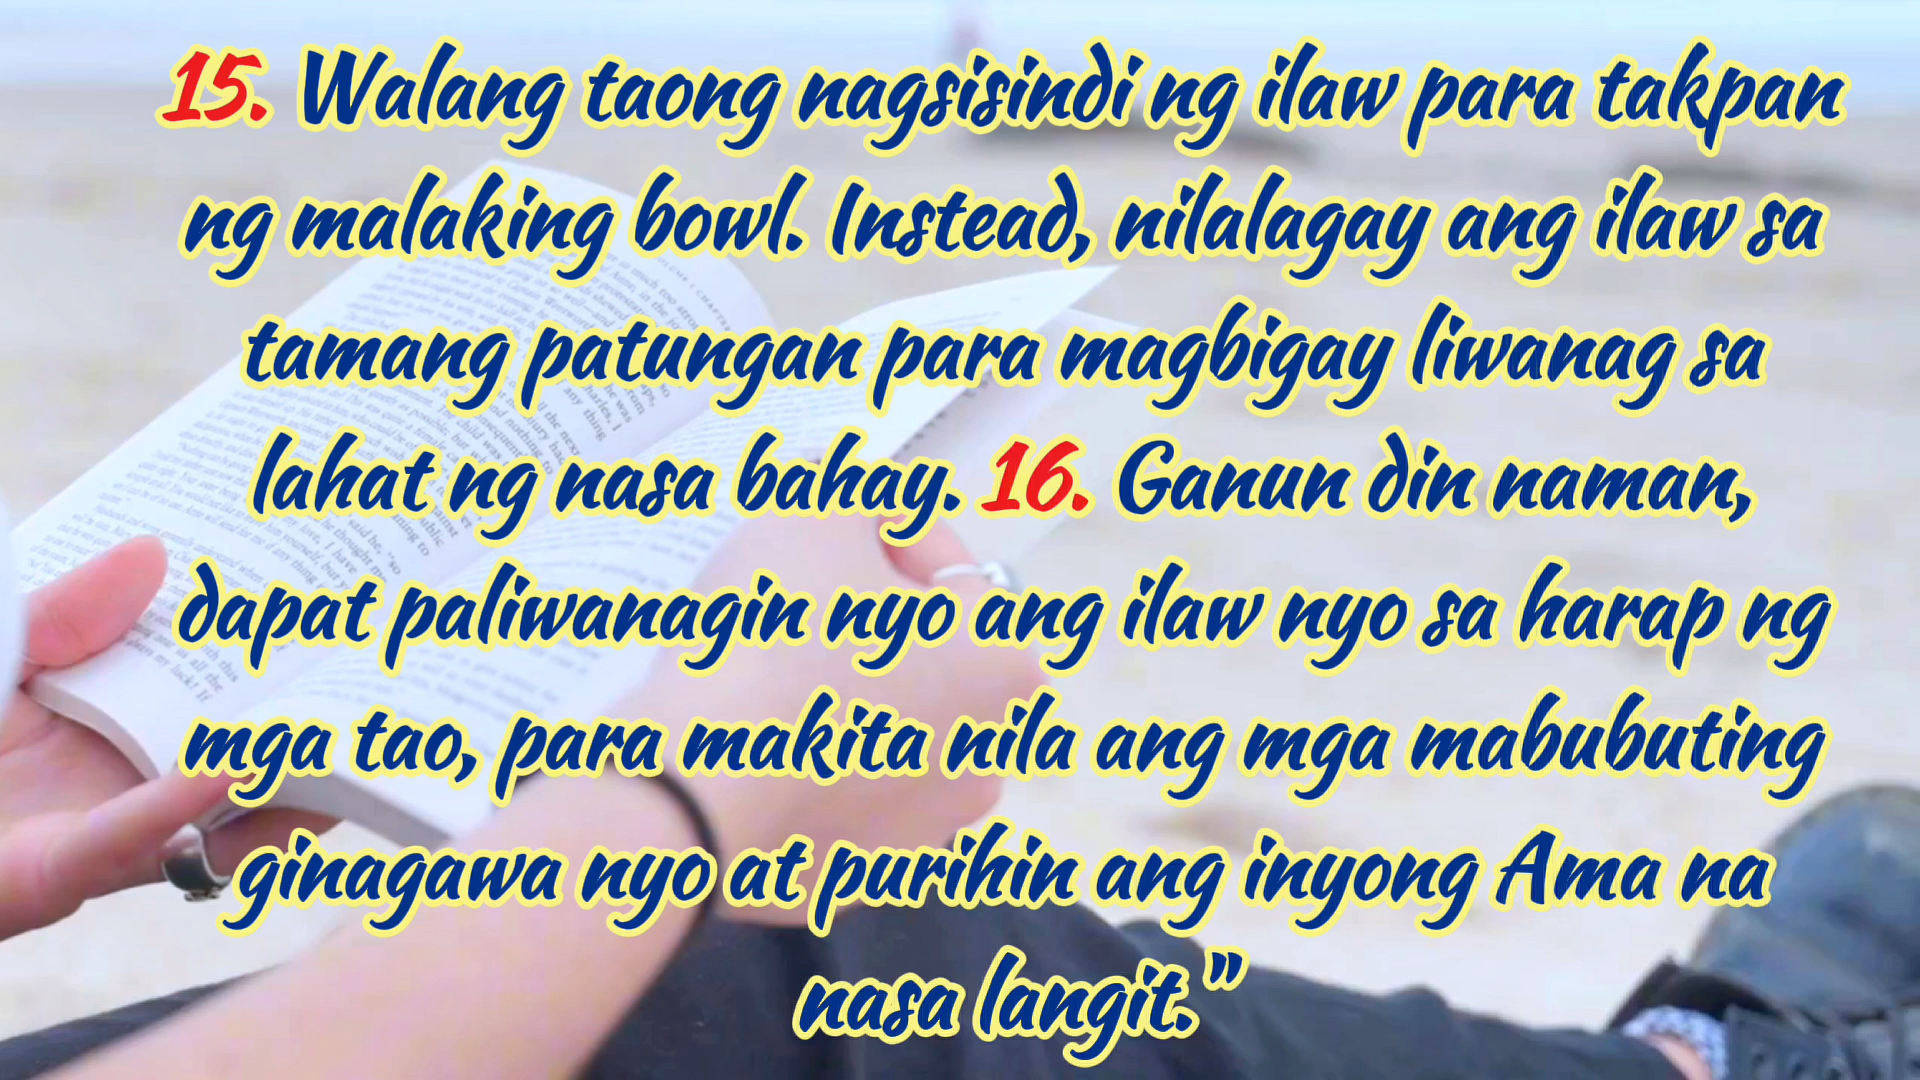 15. Walang taong nagsisindi ng ilaw para takpan
ng malaking bowl. Instead, nilalagay ang ilaw sa
tamang patungan para magbigay liwanag sa
lahat ng nasa bahay. 16. Ganun din naman,
dapat paliwanagin nyo ang ilaw nyo sa harap ng
mga tao, para makita nila ang mga mabubuting
ginagawa nyo at purihin ang inyong Ama na
nasa langit.”